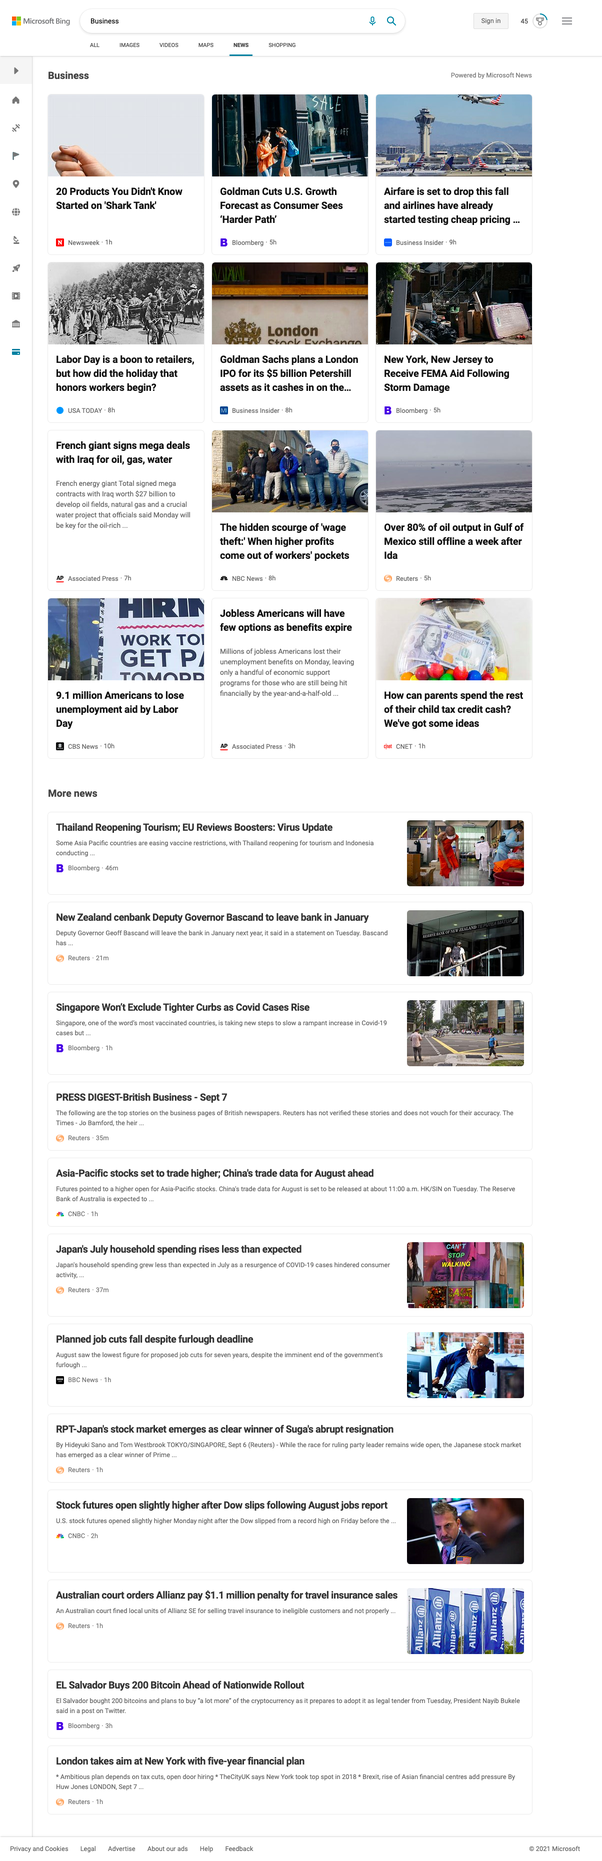 Microsoft Bing
Business
Sign in
45
ALL
IMAGES
VIDEOS
MAPS
NEWS
SHOPPING
Business
Powered by Microsoft News
SALE
20 Products You Didn't Know
Started on 'Shark Tank'
Newsweek · 1h
Goldman Cuts U.S. Growth
Forecast as Consumer Sees
'Harder Path'
Bloomberg · 5h
Airfare is set to drop this fall
and airlines have already
started testing cheap pricing ...
Business Insider · 9h
London
Stock Exchange
Labor Day is a boon to retailers,
but how did the holiday that
honors workers begin?
USA TODAY · 8h
Goldman Sachs plans a London
IPO for its $5 billion Petershill
assets as it cashes in on the...
Business Insider · 8h
New York, New Jersey to
Receive FEMA Aid Following
Storm Damage
Bloomberg · 5h
French giant signs mega deals
with Iraq for oil, gas, water
French energy giant Total signed mega
contracts with Iraq worth $27 billion to
develop oil fields, natural gas and a crucial
water project that officials said Monday will
be key for the oil-rich ...
AP Associated Press · 7h
The hidden scourge of 'wage
theft:' When higher profits
come out of workers' pockets
NBC News · 8h
Over 80% of oil output in Gulf of
Mexico still offline a week after
Ida
Reuters · 5h
HIRIN
WORK TO
GET PA
TOMORR
9.1 million Americans to lose
unemployment aid by Labor
Day
CBS News · 10h
Jobless Americans will have
few options as benefits expire
Millions of jobless Americans lost their
unemployment benefits on Monday, leaving
only a handful of economic support
programs for those who are still being hit
financially by the year-and-a-half-old ...
AP Associated Press · 3h
How can parents spend the rest
of their child tax credit cash?
We've got some ideas
CNET · 1h
More news
Thailand Reopening Tourism; EU Reviews Boosters: Virus Update
Some Asia Pacific countries are easing vaccine restrictions, with Thailand reopening for tourism and Indonesia
conducting ...
Bloomberg · 46m
New Zealand cenbank Deputy Governor Bascand to leave bank in January
Deputy Governor Geoff Bascand will leave the bank in January next year, it said in a statement on Tuesday. Bascand
has ...
Reuters · 21m
Singapore Won't Exclude Tighter Curbs as Covid Cases Rise
Singapore, one of the world's most vaccinated countries, is taking new steps to slow a rampant increase in Covid-19
cases but ...
Bloomberg · 1h
PRESS DIGEST-British Business - Sept 7
The following are the top stories on the business pages of British newspapers. Reuters has not verified these stories and does not vouch for their accuracy. The
Times - Jo Bamford, the heir ...
Reuters · 35m
Asia-Pacific stocks set to trade higher; China's trade data for August ahead
Futures pointed to a higher open for Asia-Pacific stocks. China's trade data for August is set to be released at about 11:00 a.m. HK/SIN on Tuesday. The Reserve
Bank of Australia is expected to ...
CNBC · 1h
Japan's July household spending rises less than expected
Japan's household spending grew less than expected in July as a resurgence of COVID-19 cases hindered consumer
activity, ...
Reuters · 37m
CAN'T
STOP
WALKING
Planned job cuts fall despite furlough deadline
August saw the lowest figure for proposed job cuts for seven years, despite the imminent end of the government's
furlough ...
BBC News · 1h
RPT-Japan's stock market emerges as clear winner of Suga's abrupt resignation
By Hideyuki Sano and Tom Westbrook TOKYO/SINGAPORE, Sept 6 (Reuters) - While the race for ruling party leader remains wide open, the Japanese stock market
has emerged as a clear winner of Prime ...
Reuters · 1h
Stock futures open slightly higher after Dow slips following August jobs report
U.S. stock futures opened slightly higher Monday night after the Dow slipped from a record high on Friday before the ...
CNBC · 2h
Australian court orders Allianz pay $1.1 million penalty for travel insurance sales
An Australian court fined local units of Allianz SE for selling travel insurance to ineligible customers and not properly ...
Reuters · 1h
Allianz
Allianz
Allianz
Allianz
EL Salvador Buys 200 Bitcoin Ahead of Nationwide Rollout
El Salvador bought 200 bitcoins and plans to buy "a lot more" of the cryptocurrency as it prepares to adopt it as legal tender from Tuesday, President Nayib Bukele
said in a post on Twitter.
Bloomberg · 3h
London takes aim at New York with five-year financial plan
* Ambitious plan depends on tax cuts, open door hiring * TheCityUK says New York took top spot in 2018 * Brexit, rise of Asian financial centres add pressure By
Huw Jones LONDON, Sept 7 ...
Reuters · 1h
Privacy and Cookies
Legal
Advertise
About our ads
Help
Feedback
© 2021 Microsoft